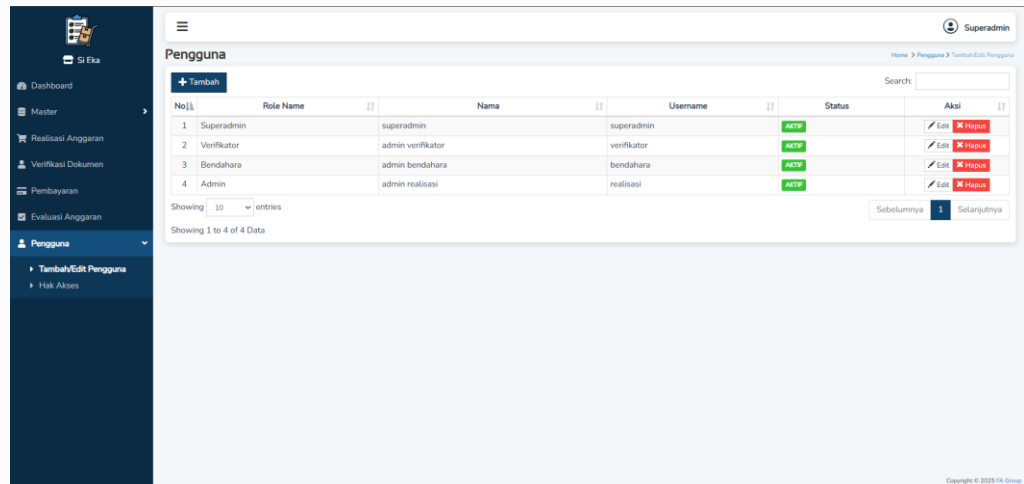 Si Eka
Dashboard
Master
Realisasi Anggaran
Verifikasi Dokumen
Pembayaran
Evaluasi Anggaran
Pengguna
Tambah/Edit Pengguna
Hak Akses
Superadmin
Pengguna
Home > Pengguna > Tambah/Edit Pengguna
+ Tambah
Search:
No Role Name Nama Username Status Aksi
1 Superadmin superadmin superadmin AKTIF Edit Hapus
2 Verifikator admin verifikator verifikator AKTIF Edit Hapus
3 Bendahara admin bendahara bendahara AKTIF Edit Hapus
4 Admin admin realisasi realisasi AKTIF Edit Hapus
Showing 10 entries
Sebelumnya 1 Selanjutnya
Showing 1 to 4 of 4 Data
Copyright © 2025 FA Group